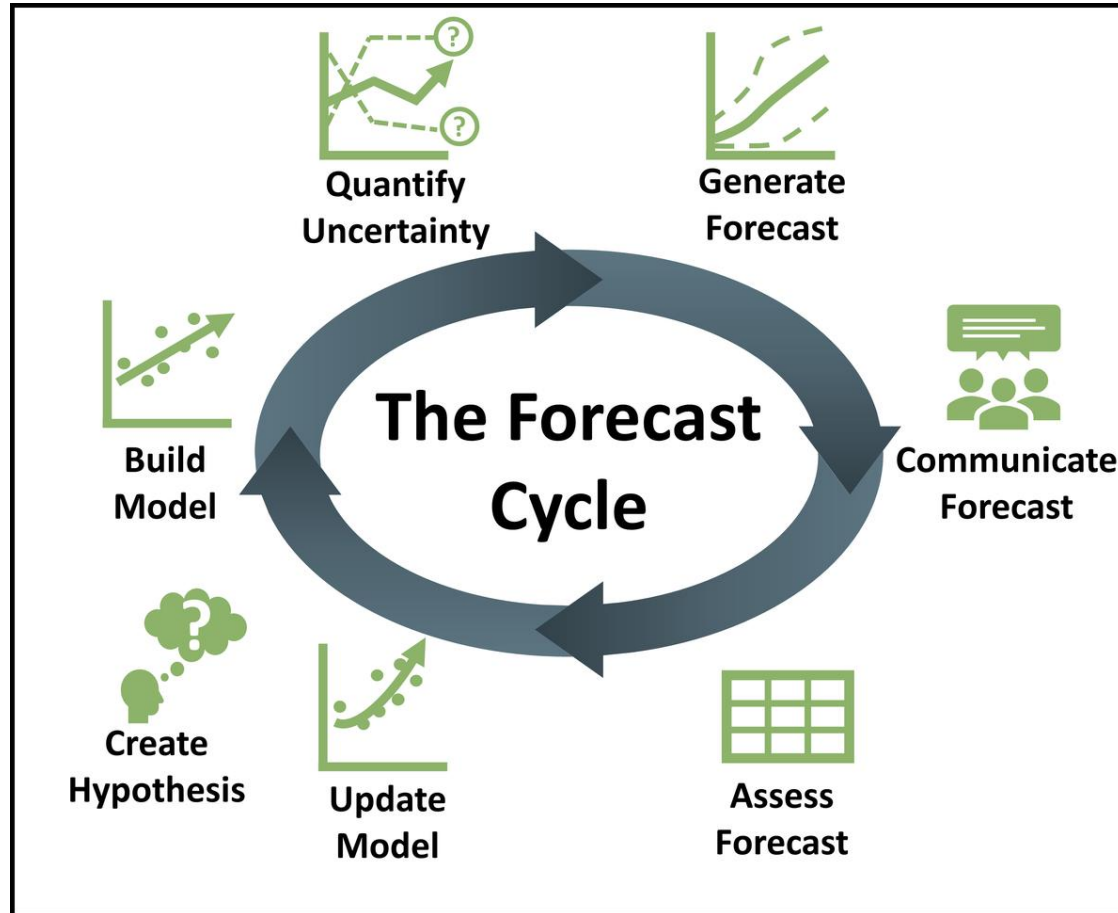 ?
?
Quantify
Uncertainty
Generate
Forecast
Build
Model
The Forecast
Cycle
Communicate
Forecast
?
Create
Hypothesis
Update
Model
Assess
Forecast